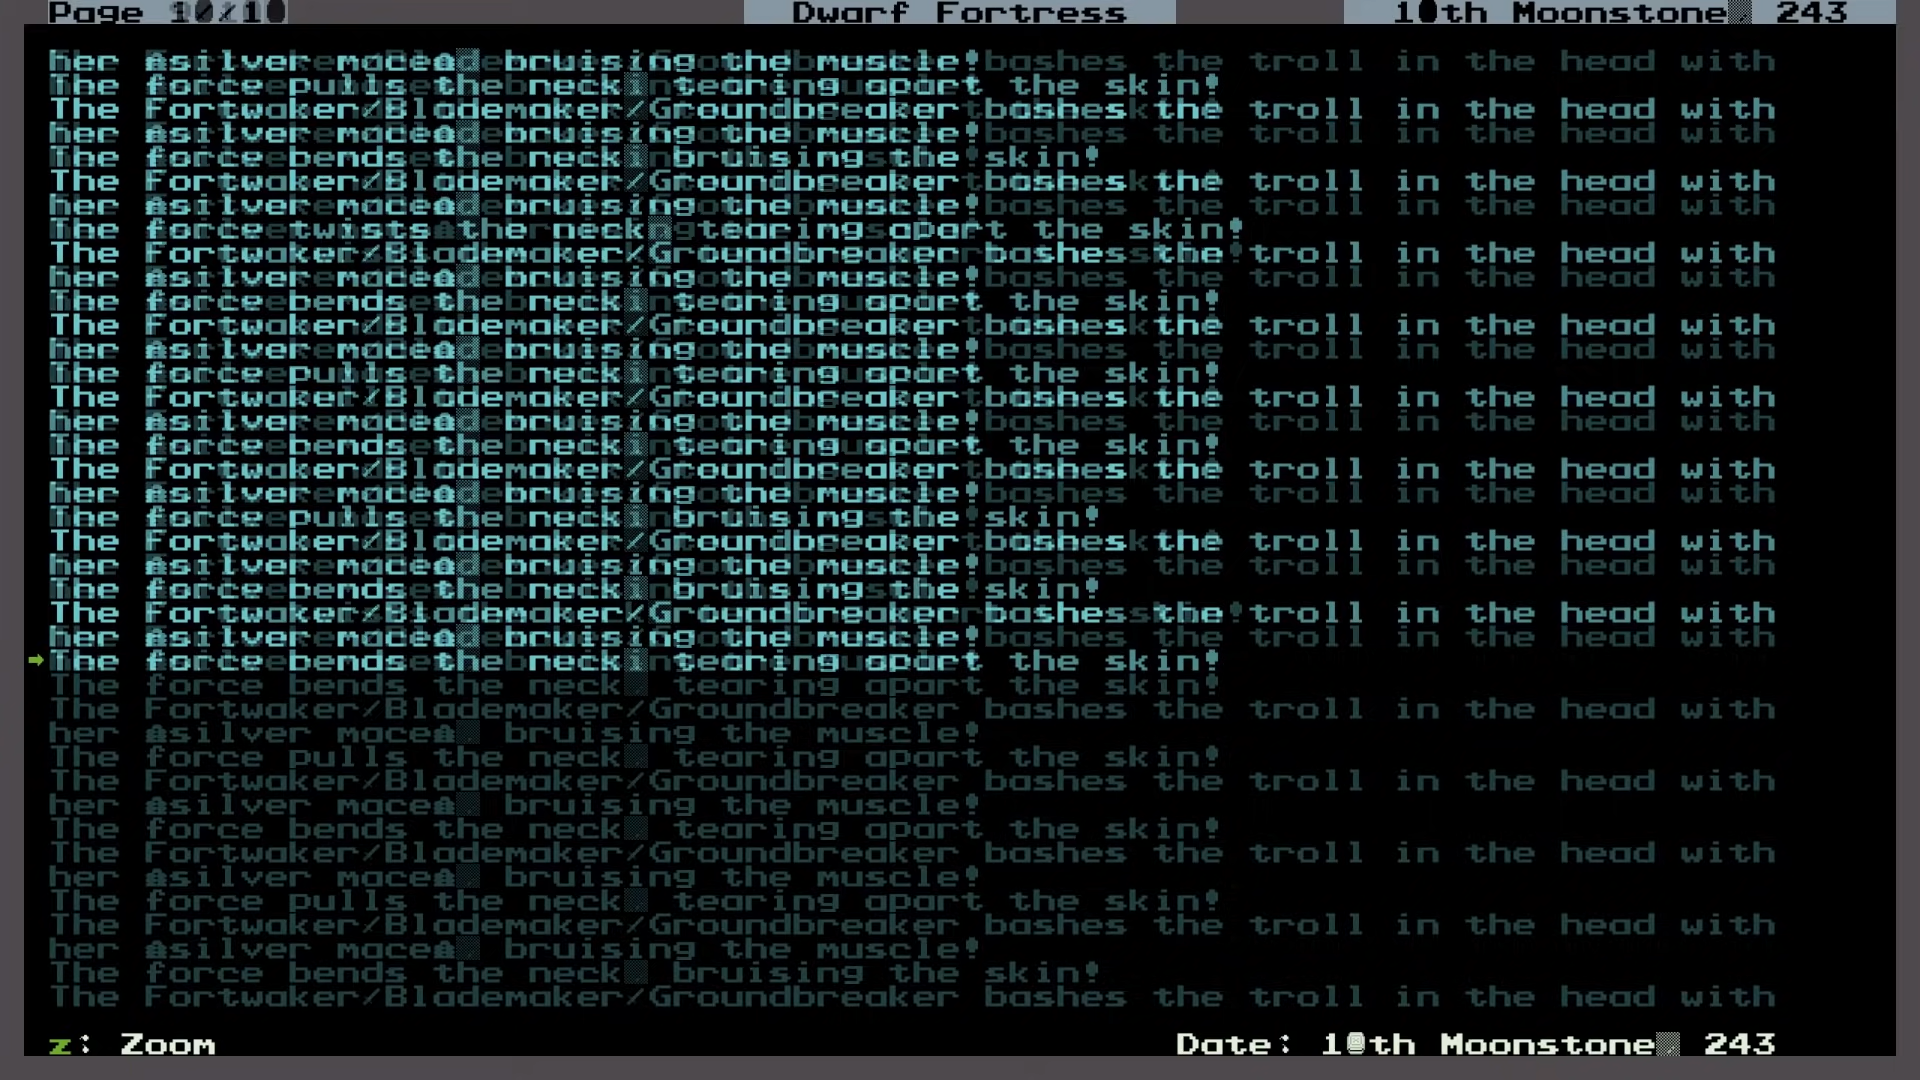 Page 10/10 Dwarf Fortress 10th Moonstone 243
her silver mace bruising the muscle!
The force pulls the neck tearing apart the skin!
The Fortwaker/Blademaker/Groundbreaker bashes the troll in the head with
her silver mace bruising the muscle!
The force bends the neck bruising the skin!
The Fortwaker/Blademaker/Groundbreaker bashes the troll in the head with
her silver mace bruising the muscle!
The force twists the neck tearing apart the skin!
The Fortwaker/Blademaker/Groundbreaker bashes the troll in the head with
her silver mace bruising the muscle!
The force bends the neck tearing apart the skin!
The Fortwaker/Blademaker/Groundbreaker bashes the troll in the head with
her silver mace bruising the muscle!
The force pulls the neck tearing apart the skin!
The Fortwaker/Blademaker/Groundbreaker bashes the troll in the head with
her silver mace bruising the muscle!
The force bends the neck tearing apart the skin!
The Fortwaker/Blademaker/Groundbreaker bashes the troll in the head with
her silver mace bruising the muscle!
The force pulls the neck bruising the skin!
The Fortwaker/Blademaker/Groundbreaker bashes the troll in the head with
her silver mace bruising the muscle!
The force bends the neck bruising the skin!
The Fortwaker/Blademaker/Groundbreaker bashes the troll in the head with
her silver mace bruising the muscle!
The force bends the neck tearing apart the skin!
The force bends the neck tearing apart the skin!
The Fortwaker/Blademaker/Groundbreaker bashes the troll in the head with
her silver mace bruising the muscle!
The force pulls the neck tearing apart the skin!
The Fortwaker/Blademaker/Groundbreaker bashes the troll in the head with
her silver mace bruising the muscle!
The force bends the neck tearing apart the skin!
The Fortwaker/Blademaker/Groundbreaker bashes the troll in the head with
her silver mace bruising the muscle!
The force pulls the neck tearing apart the skin!
The Fortwaker/Blademaker/Groundbreaker bashes the troll in the head with
her silver mace bruising the muscle!
The force bends the neck bruising the skin!
The Fortwaker/Blademaker/Groundbreaker bashes the troll in the head with
z: Zoom Date: 10th Moonstone 243